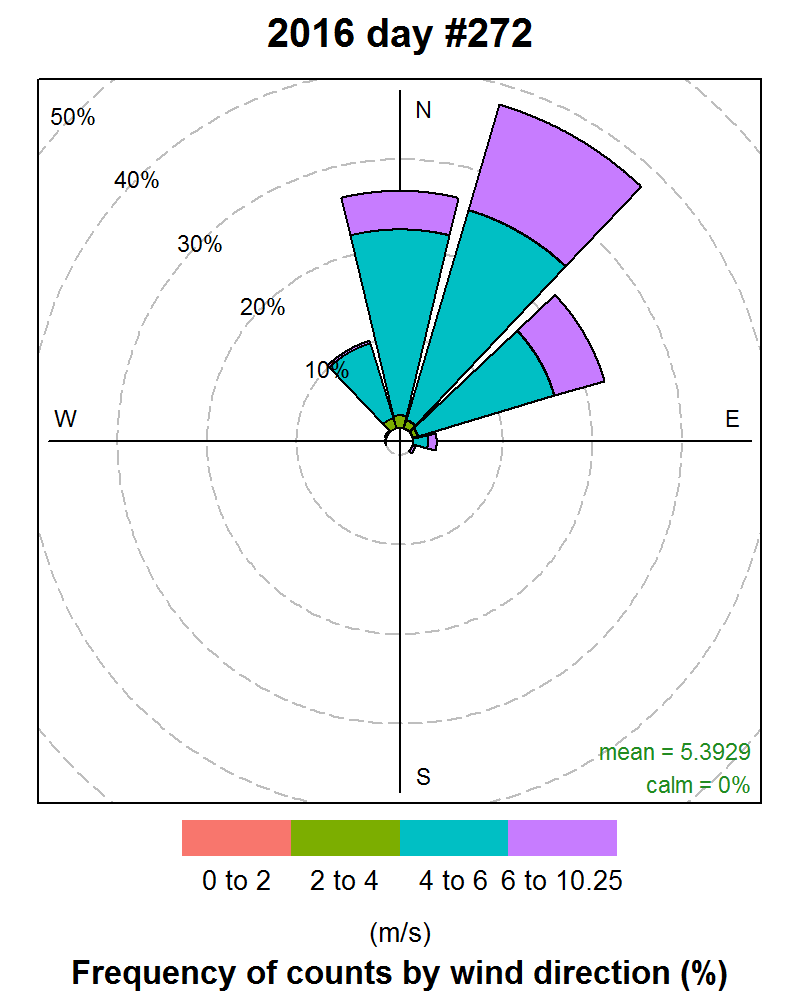 2016 day #272
50%
N
40%
30%
20%
10%
W
E
mean = 5.3929
S
calm = 0%
0 to 2 2 to 4 4 to 6 6 to 10.25
(m/s)
Frequency of counts by wind direction (%)